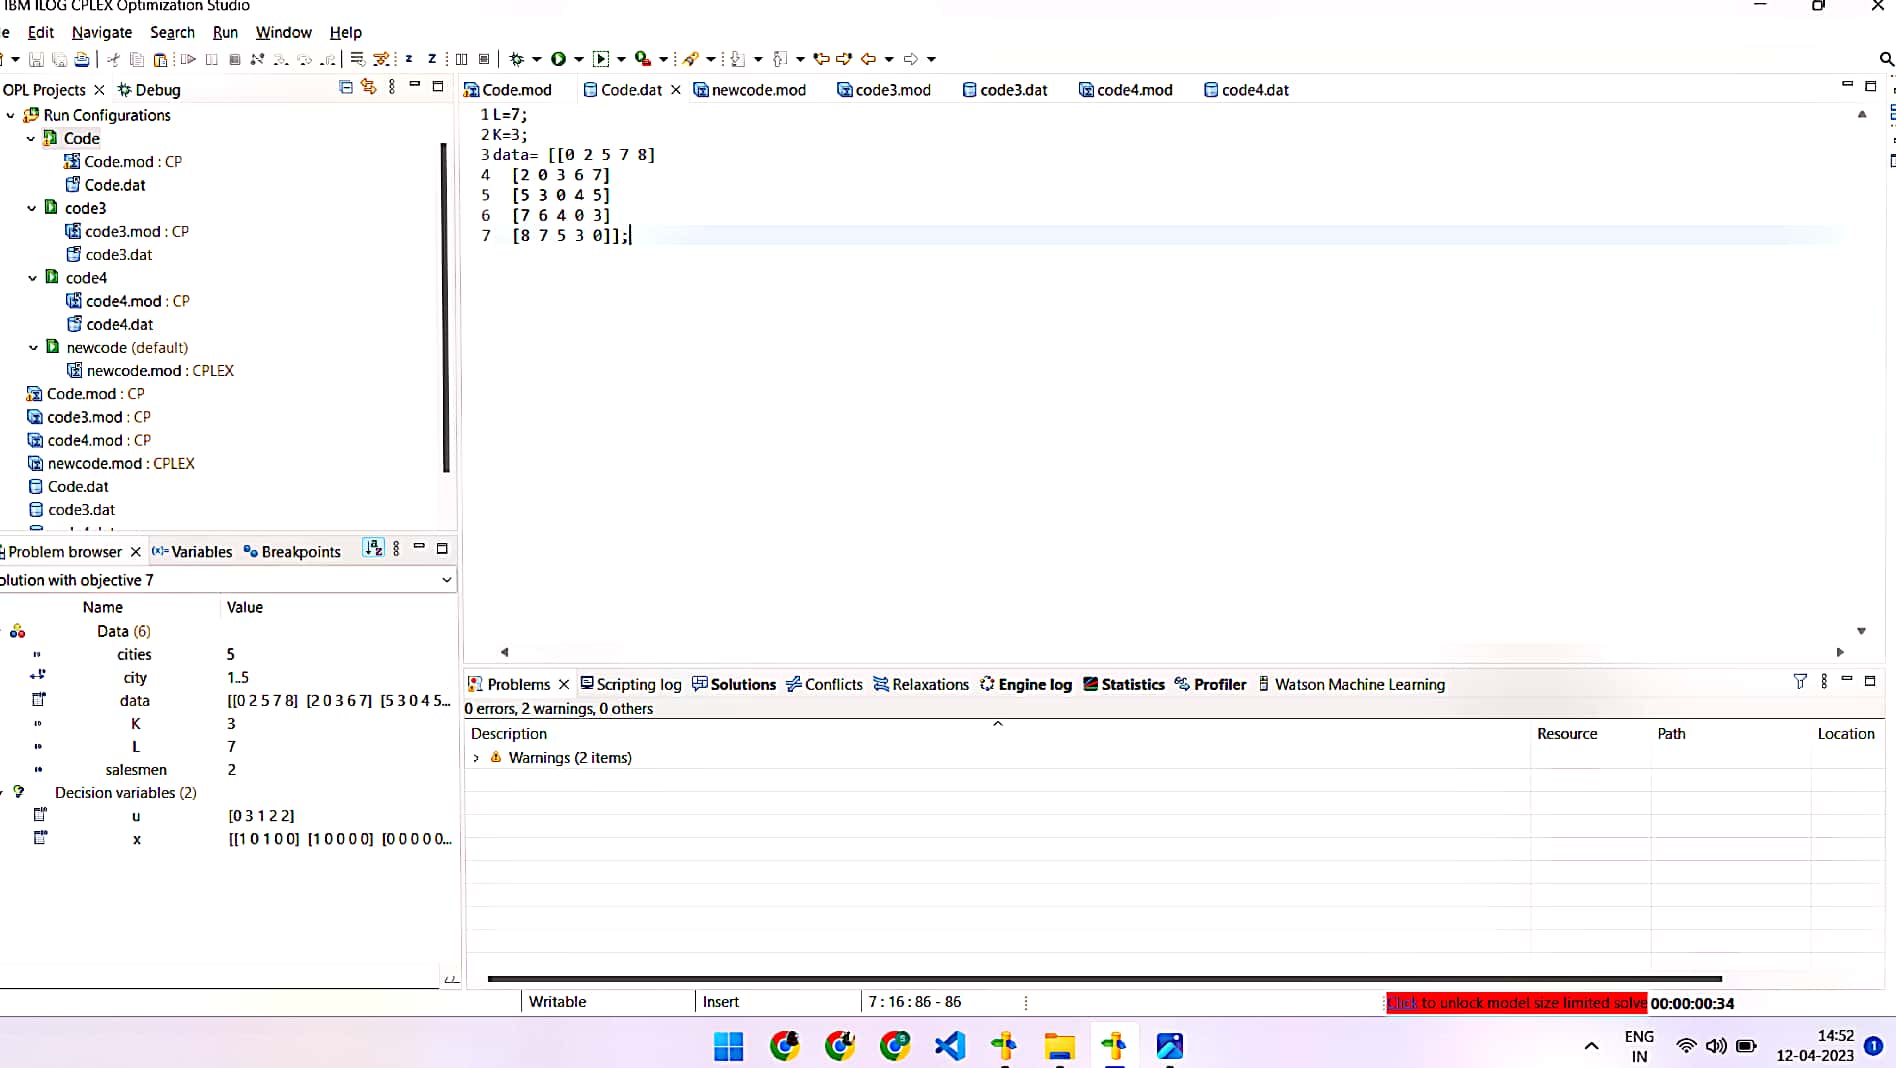 IBM ILOG CPLEX Optimization Studio
Edit Navigate Search Run Window Help
OPL Projects Debug
Run Configurations
Code
Code.mod : CP
Code.dat
code3
code3.mod : CP
code3.dat
code4
code4.mod : CP
code4.dat
newcode (default)
newcode.mod : CPLEX
Code.mod : CP
code3.mod : CP
code4.mod : CP
newcode.mod : CPLEX
Code.dat
code3.dat
Code.mod Code.dat newcode.mod code3.mod code3.dat code4.mod code4.dat
1 L=7;
2 K=3;
3 data= [[0 2 5 7 8]
4 [2 0 3 6 7]
5 [5 3 0 4 5]
6 [7 6 4 0 3]
7 [8 7 5 3 0]];
Problem browser (x)= Variables Breakpoints
olution with objective 7
Name Value
Data (6)
cities 5
city 1..5
data [[0 2 5 7 8] [2 0 3 6 7] [5 3 0 4 5...
K 3
L 7
salesmen 2
Decision variables (2)
u [0 3 1 2 2]
x [[1 0 1 0 0] [1 0 0 0 0] [0 0 0 0 0...
Problems Scripting log Solutions Conflicts Relaxations Engine log Statistics Profiler Watson Machine Learning
0 errors, 2 warnings, 0 others
Description Resource Path Location
Warnings (2 items)
Writable Insert 7 : 16 : 86 - 86 Click to unlock model size limited solve 00:00:00:34
ENG
IN
14:52
12-04-2023
1